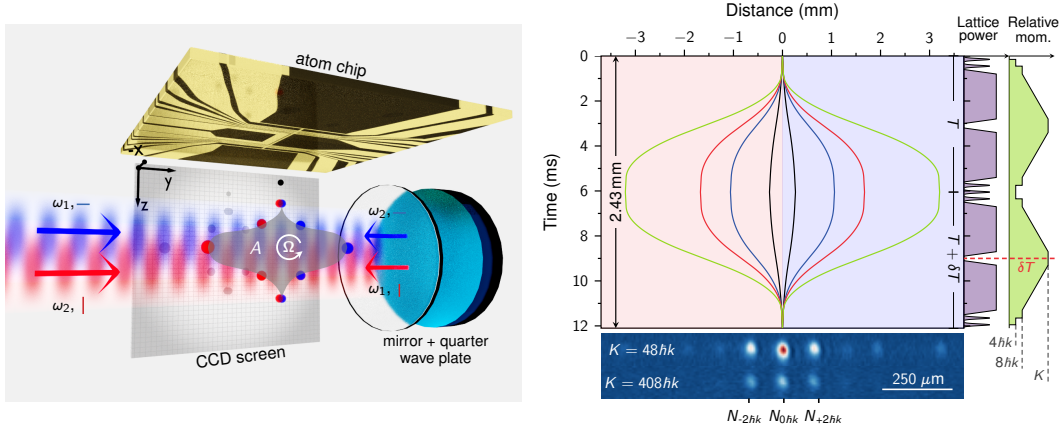 atom chip
-x
y
z
ω₁, —
ω₂, —
A
Ω
ω₂, |
ω₁, |
mirror + quarter
wave plate
CCD screen
Distance (mm)
−3 −2 −1 0 1 2 3
Lattice
power
Relative
mom.
Time (ms)
0
2
4
6
8
10
12
2.43 mm
T
T + δT
δT
4ħk
8ħk
K
K = 48ħk
K = 408ħk
250 μm
N-2ħk N0ħk N+2ħk